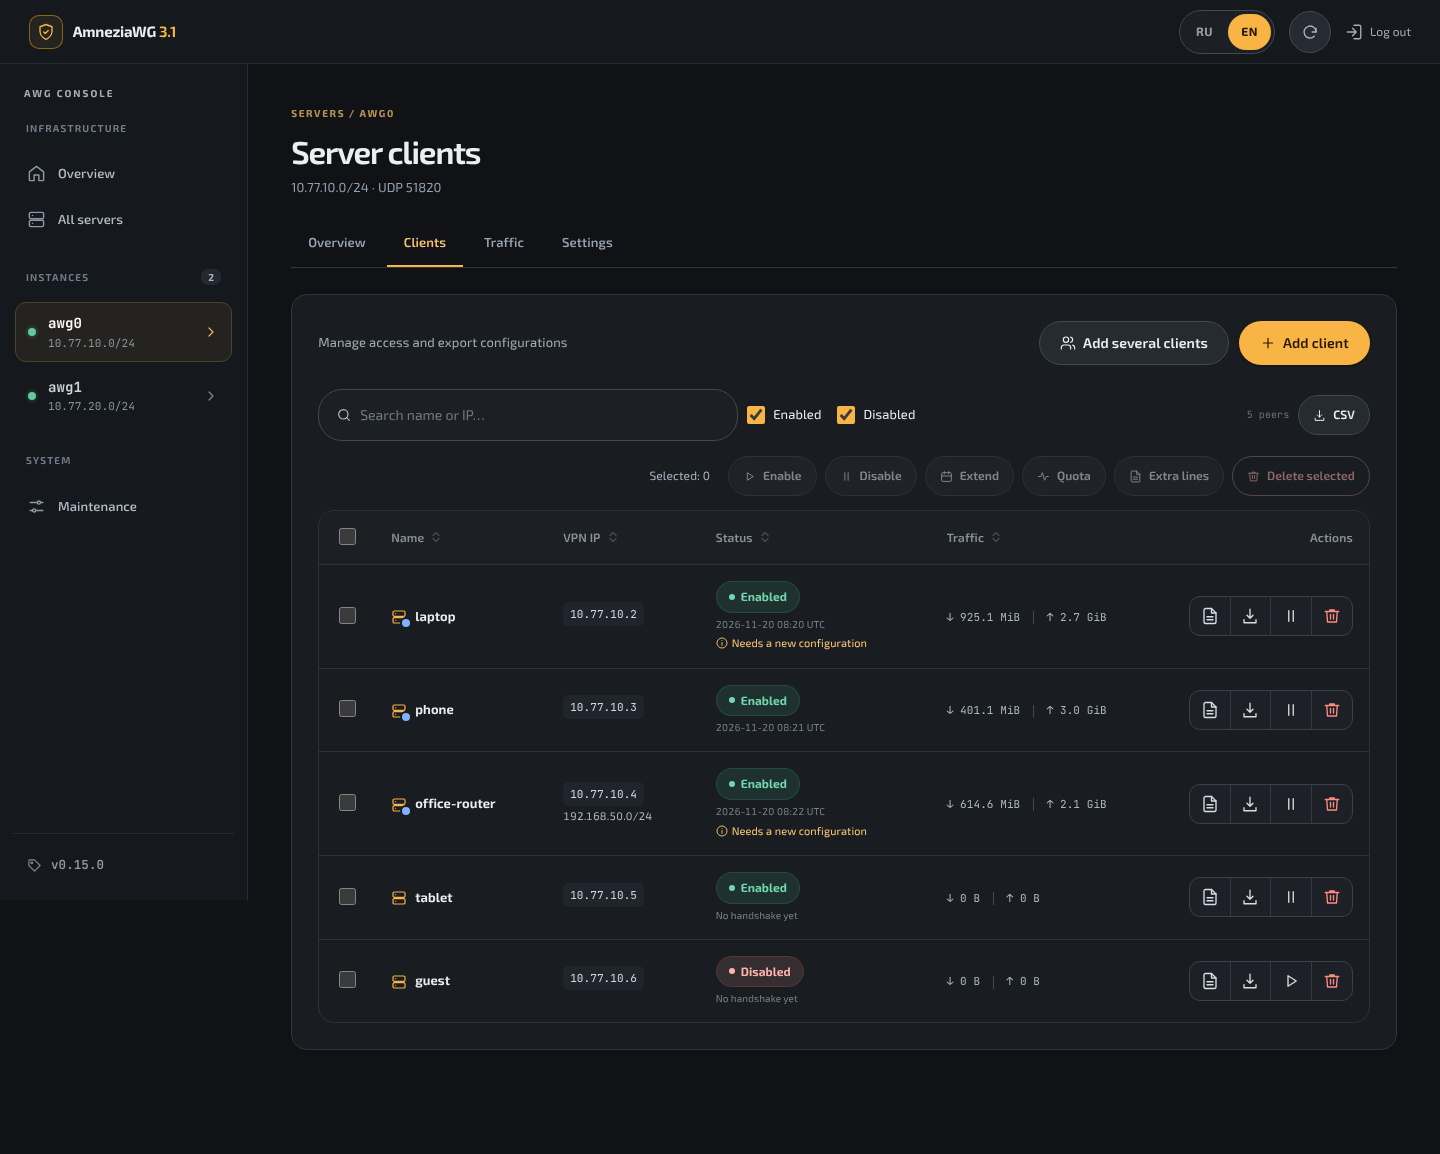 AmneziaWG 3.1
RU EN Log out
AWG CONSOLE
INFRASTRUCTURE
Overview
All servers
INSTANCES 2
awg0
10.77.10.0/24
awg1
10.77.20.0/24
SYSTEM
Maintenance
v0.15.0
SERVERS / AWG0
Server clients
10.77.10.0/24 · UDP 51820
Overview Clients Traffic Settings
Manage access and export configurations
Add several clients Add client
Search name or IP...
Enabled Disabled
5 peers CSV
Selected: 0 Enable Disable Extend Quota Extra lines Delete selected
Name VPN IP Status Traffic Actions
laptop 10.77.10.2 Enabled
2026-11-20 08:20 UTC
Needs a new configuration
↓ 925.1 MiB ↑ 2.7 GiB
phone 10.77.10.3 Enabled
2026-11-20 08:21 UTC
↓ 401.1 MiB ↑ 3.0 GiB
office-router 10.77.10.4
192.168.50.0/24
Enabled
2026-11-20 08:22 UTC
Needs a new configuration
↓ 614.6 MiB ↑ 2.1 GiB
tablet 10.77.10.5 Enabled
No handshake yet
↓ 0 B ↑ 0 B
guest 10.77.10.6 Disabled
No handshake yet
↓ 0 B ↑ 0 B